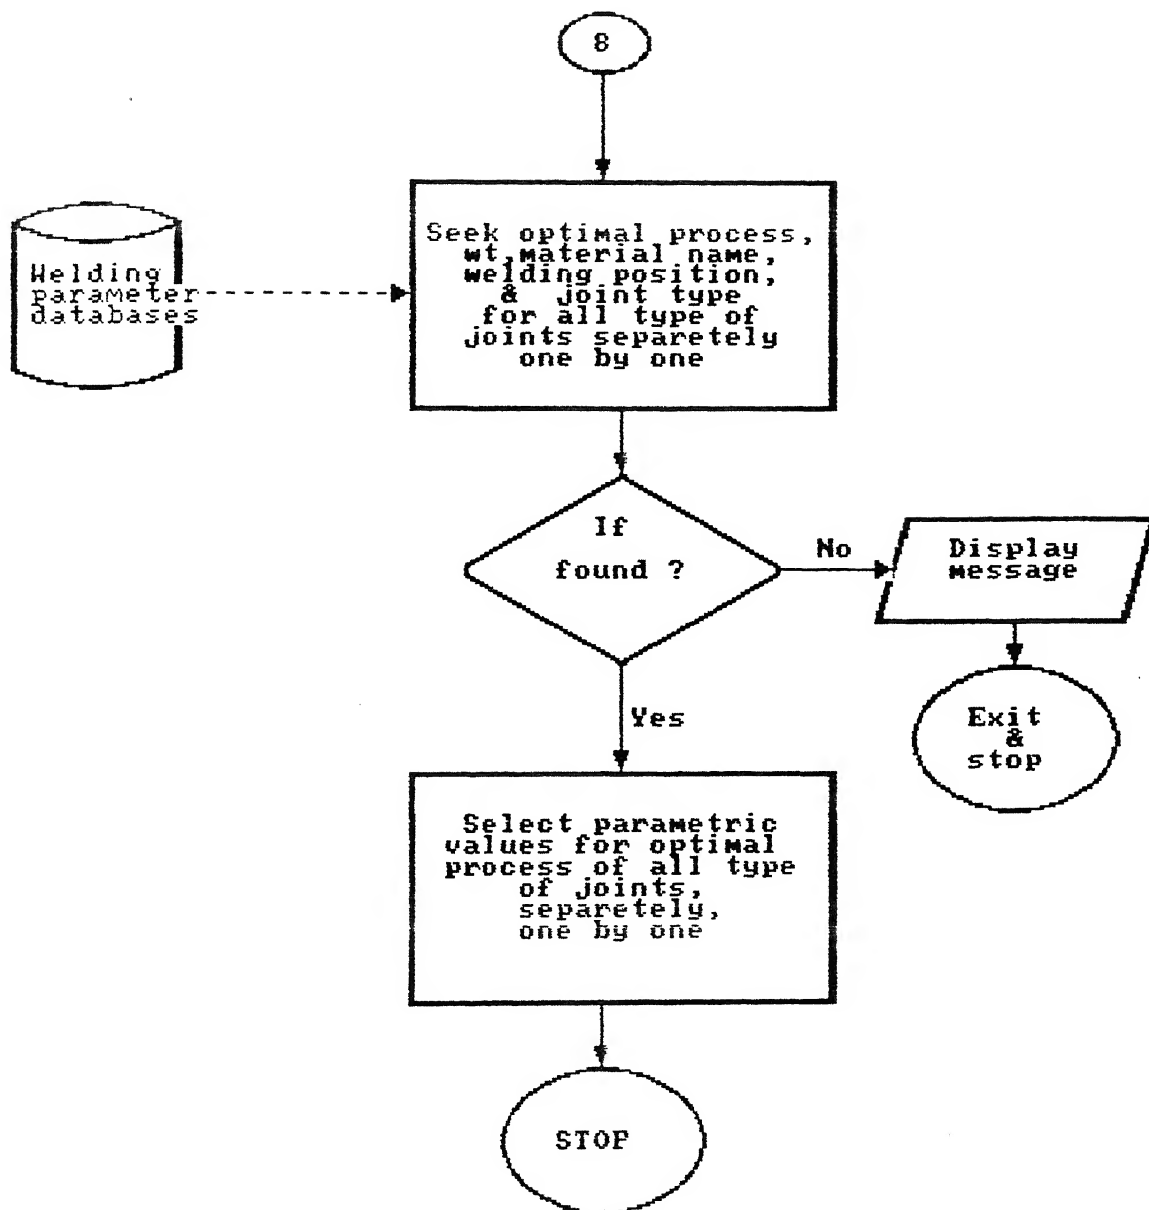 8
Seek optimal process,
wt,material name,
welding position,
& joint type
for all type of
joints separetely
one by one
Welding
parameter
databases
If
found ?
No
Display
message
Exit
&
stop
Yes
Select parametric
values for optimal
process of all type
of joints,
separetely,
one by one
STOP